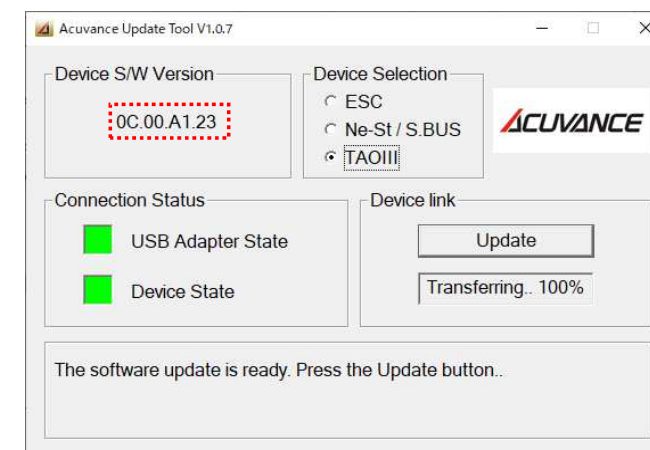 Acuvance Update Tool V1.0.7
Device S/W Version
0C.00.A1.23
Device Selection
ESC
Ne-St / S.BUS
TAOIII
ACUVANCE
Connection Status
USB Adapter State
Device State
Device link
Update
Transferring.. 100%
The software update is ready. Press the Update button..